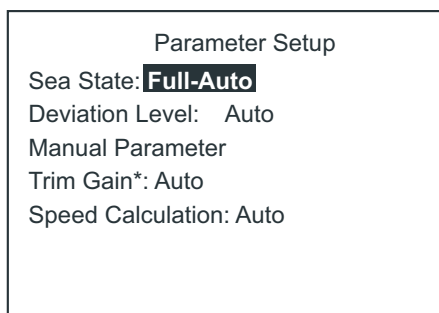 Parameter Setup
Sea State: Full-Auto
Deviation Level: Auto
Manual Parameter
Trim Gain*: Auto
Speed Calculation: Auto